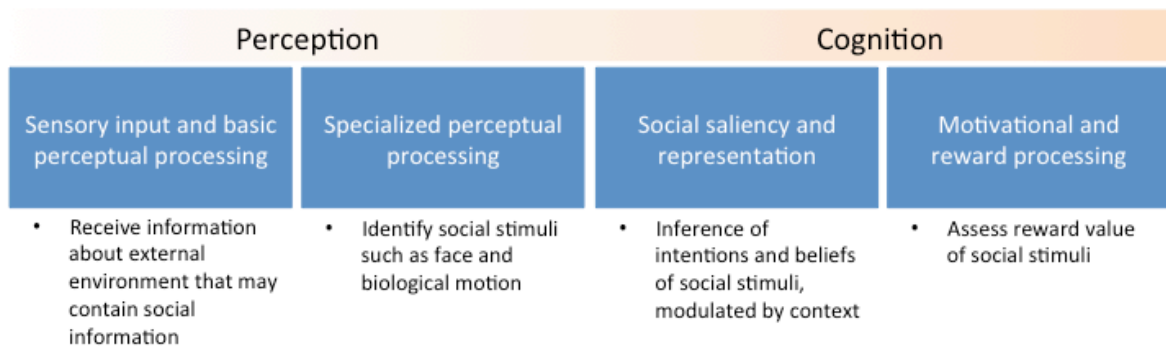 Perception
Cognition
Sensory input and basic
perceptual processing
Specialized perceptual
processing
Social saliency and
representation
Motivational and
reward processing
• Receive information
about external
environment that may
contain social
information
• Identify social stimuli
such as face and
biological motion
• Inference of
intentions and beliefs
of social stimuli,
modulated by context
• Assess reward value
of social stimuli